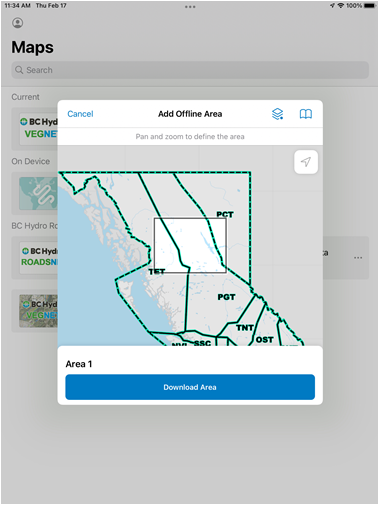 11:34 AM Thu Feb 17
100%
Maps
Search
Current
BC Hydro
VEGNE
On Device
BC Hydro Ro
BC Hydro
ROADSN
BC Hydro
VEGNE
ta
Cancel
Add Offline Area
Pan and zoom to define the area
PCT
TET
PGT
TNT
SSC
OST
Area 1
Download Area